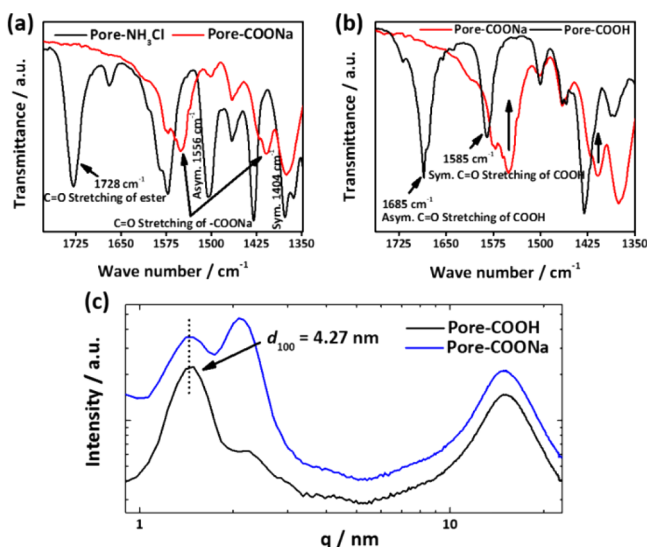 (a)
Pore-NH3Cl
Pore-COONa
Transmittance / a.u.
1728 cm-1
C=O Stretching of ester
Asym. 1556 cm-1
C=O Stretching of -COONa
Sym. 1404 cm-1
1725 1650 1575 1500 1425 1350
Wave number / cm-1
(b)
Pore-COONa
Pore-COOH
Transmittance / a.u.
1585 cm-1
Sym. C=O Stretching of COOH
1685 cm-1
Asym. C=O Stretching of COOH
1725 1650 1575 1500 1425 1350
Wave number / cm-1
(c)
Pore-COOH
Pore-COONa
d100 = 4.27 nm
Intensity / a.u.
1 10
q / nm